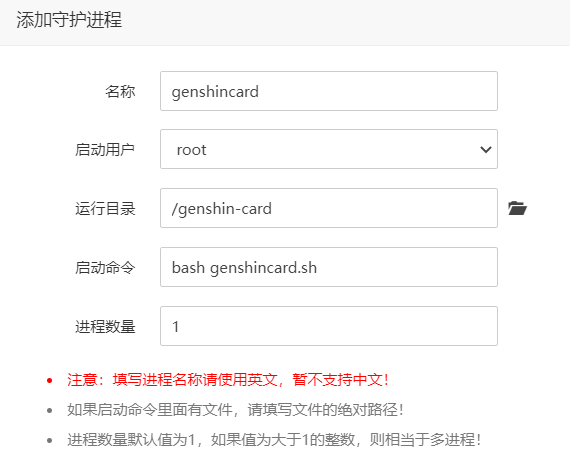 添加守护进程
名称 genshincard
启动用户 root
运行目录 /genshin-card
启动命令 bash genshincard.sh
进程数量 1
注意：填写进程名称请使用英文，暂不支持中文！
如果启动命令里面有文件，请填写文件的绝对路径！
进程数量默认值为1，如果值为大于1的整数，则相当于多进程！